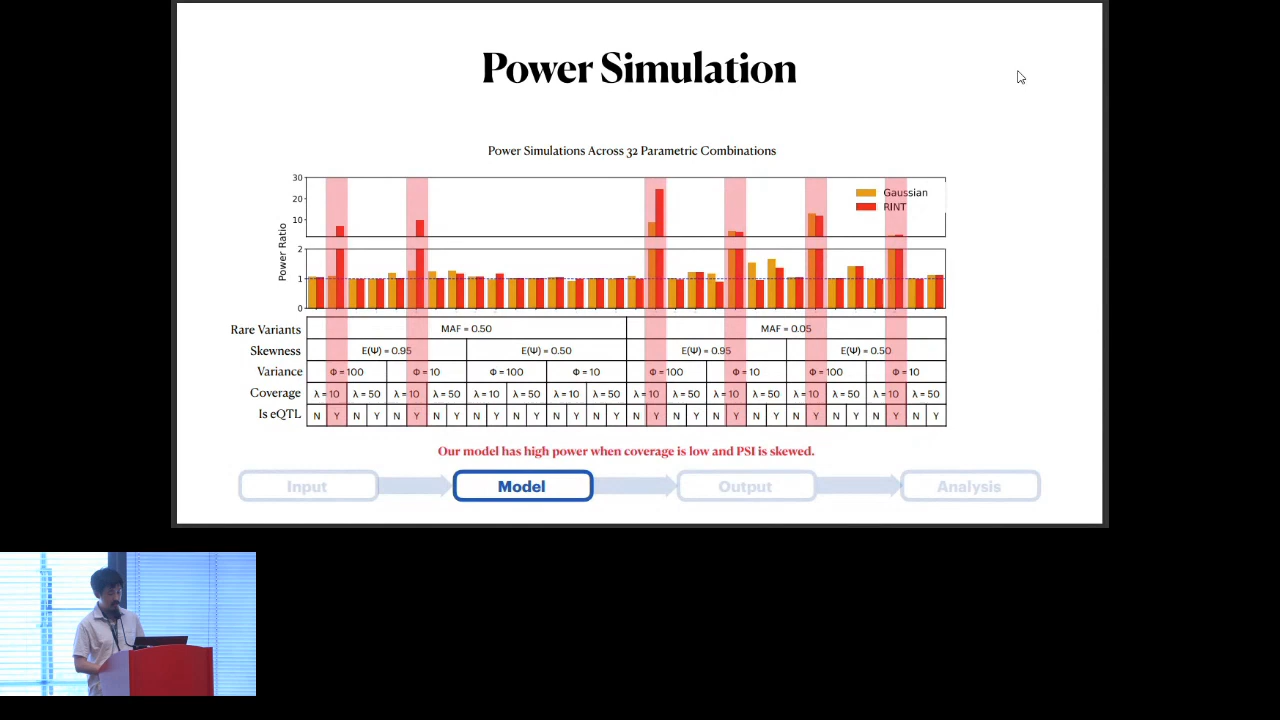 Power Simulation
Power Simulations Across 32 Parametric Combinations
30
20
10
2
1
0
Power Ratio
Gaussian
RINT
Rare Variants MAF = 0.50 MAF = 0.05
Skewness E(Ψ) = 0.95 E(Ψ) = 0.50 E(Ψ) = 0.95 E(Ψ) = 0.50
Variance Φ = 100 Φ = 10 Φ = 100 Φ = 10 Φ = 100 Φ = 10 Φ = 100 Φ = 10
Coverage λ = 10 λ = 50 λ = 10 λ = 50 λ = 10 λ = 50 λ = 10 λ = 50 λ = 10 λ = 50 λ = 10 λ = 50 λ = 10 λ = 50 λ = 10 λ = 50
Is eQTL N Y N Y N Y N Y N Y N Y N Y N Y N Y N Y N Y N Y N Y N Y N Y N Y
Our model has high power when coverage is low and PSI is skewed.
Input Model Output Analysis